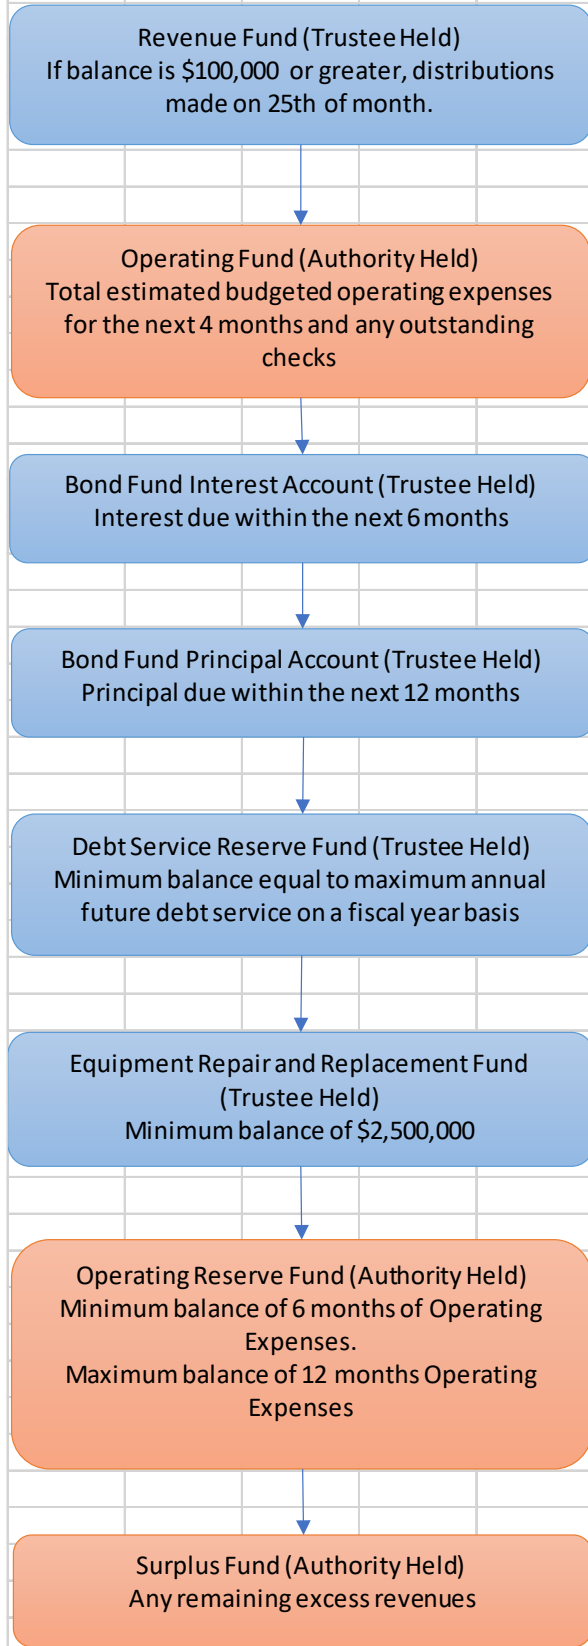 Revenue Fund (Trustee Held)
If balance is $100,000 or greater, distributions
made on 25th of month.
Operating Fund (Authority Held)
Total estimated budgeted operating expenses
for the next 4 months and any outstanding
checks
Bond Fund Interest Account (Trustee Held)
Interest due within the next 6 months
Bond Fund Principal Account (Trustee Held)
Principal due within the next 12 months
Debt Service Reserve Fund (Trustee Held)
Minimum balance equal to maximum annual
future debt service on a fiscal year basis
Equipment Repair and Replacement Fund
(Trustee Held)
Minimum balance of $2,500,000
Operating Reserve Fund (Authority Held)
Minimum balance of 6 months of Operating
Expenses.
Maximum balance of 12 months Operating
Expenses
Surplus Fund (Authority Held)
Any remaining excess revenues